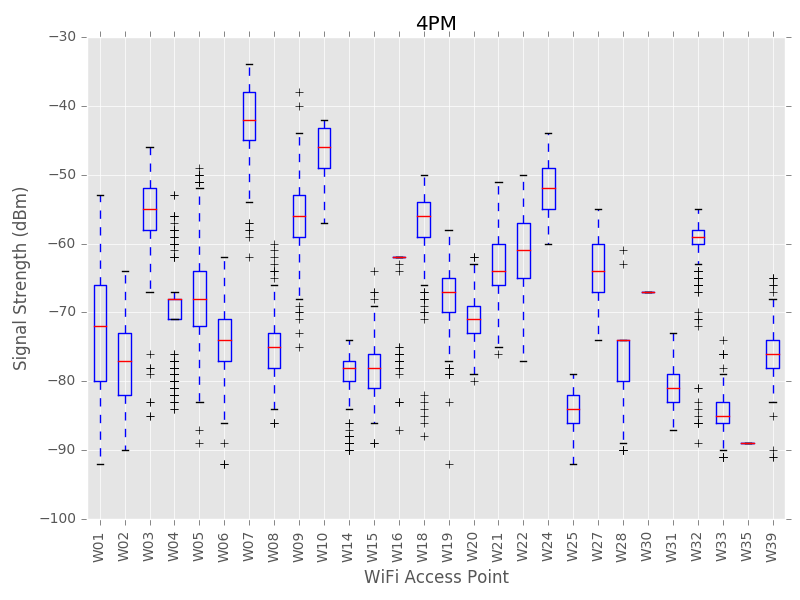 4PM
Signal Strength (dBm)
−30
−40
−50
−60
−70
−80
−90
−100
W01 W02 W03 W04 W05 W06 W07 W08 W09 W10 W14 W15 W16 W18 W19 W20 W21 W22 W24 W25 W27 W28 W30 W31 W32 W33 W35 W39
WiFi Access Point